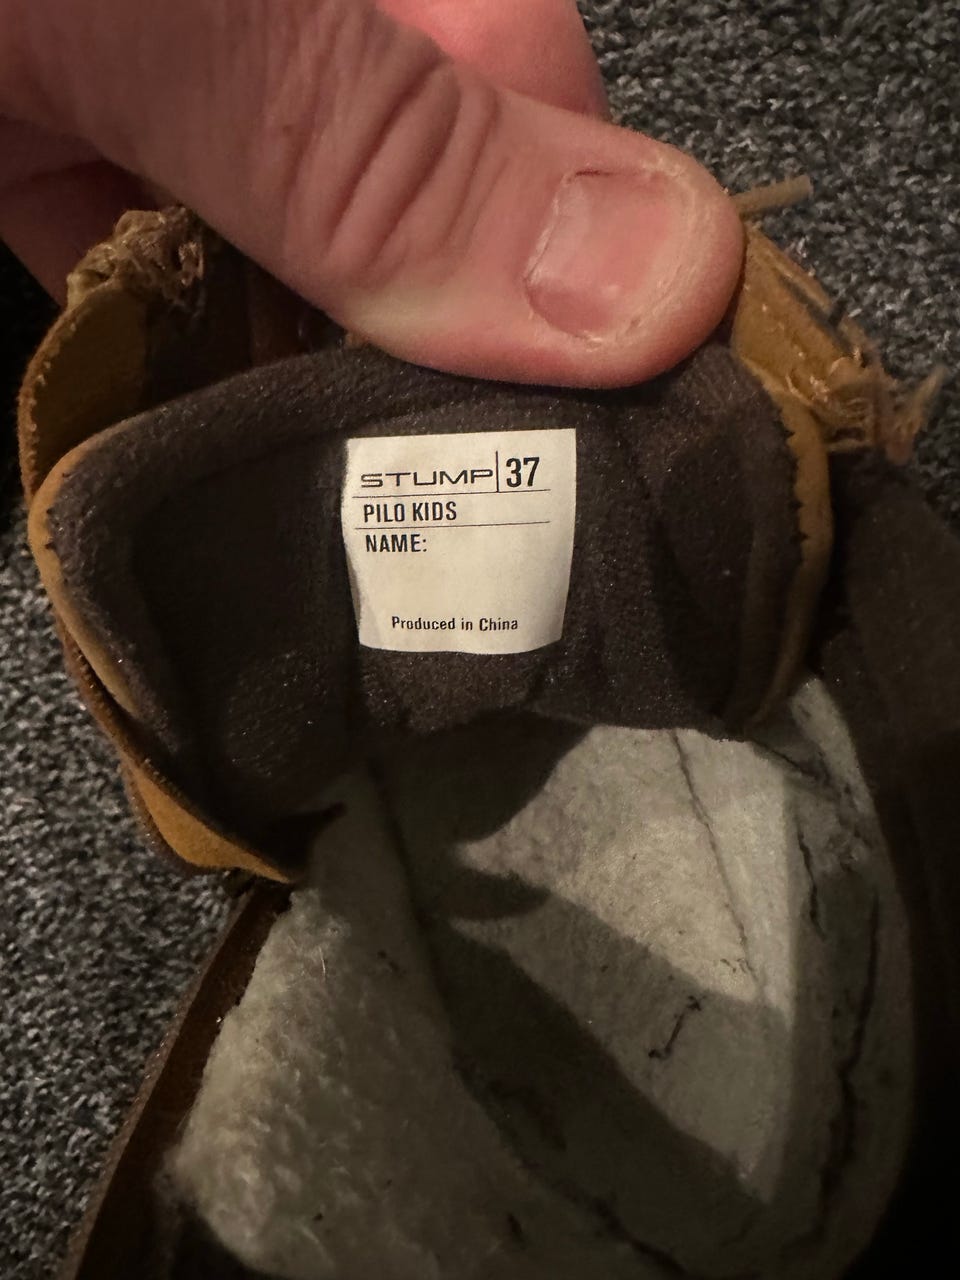 STUMP 37
PILO KIDS
NAME:
Produced in China